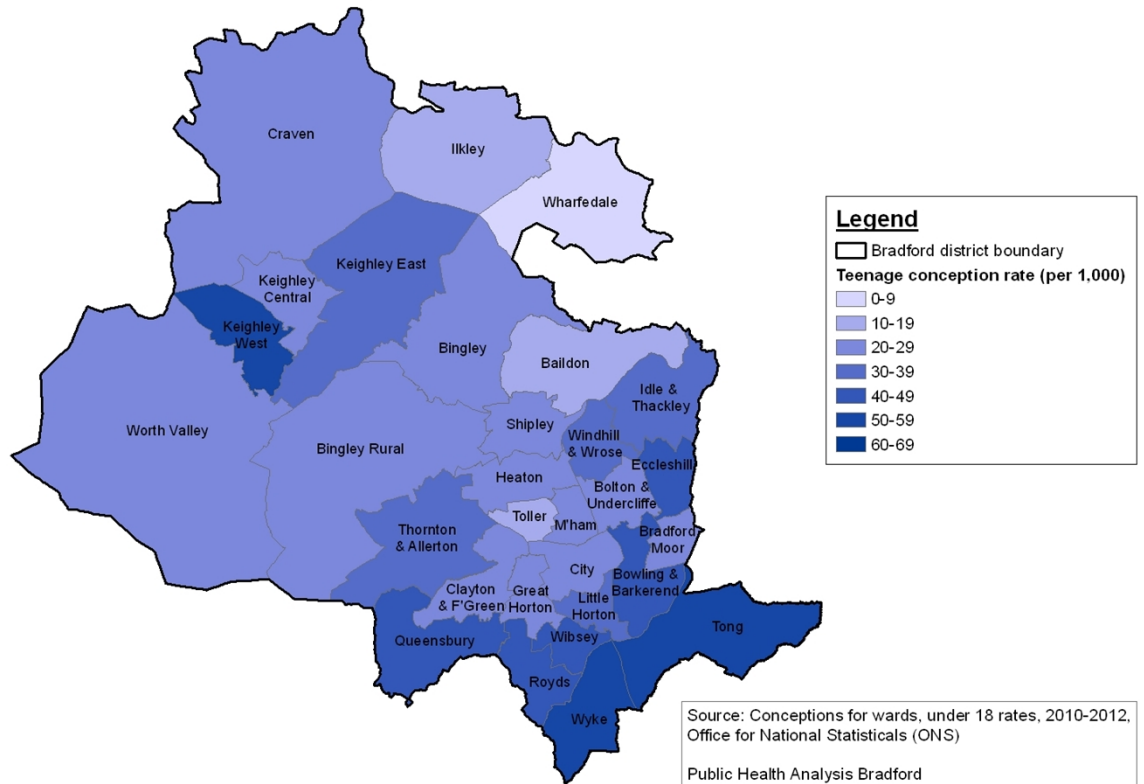 Craven
Ilkley
Wharfedale
Keighley East
Keighley
Central
Keighley
West
Bingley
Baildon
Idle &
Thackley
Worth Valley
Bingley Rural
Shipley
Windhill
& Wrose
Eccleshill
Heaton
Bolton &
Undercliffe
Toller
M'ham
Thornton
& Allerton
Bradford
Moor
City
Clayton
& F'Green
Great
Horton
Little
Horton
Bowling &
Barkerend
Queensbury
Wibsey
Tong
Royds
Wyke
Legend
Bradford district boundary
Teenage conception rate (per 1,000)
0-9
10-19
20-29
30-39
40-49
50-59
60-69
Source: Conceptions for wards, under 18 rates, 2010-2012,
Office for National Statisticals (ONS)
Public Health Analysis Bradford